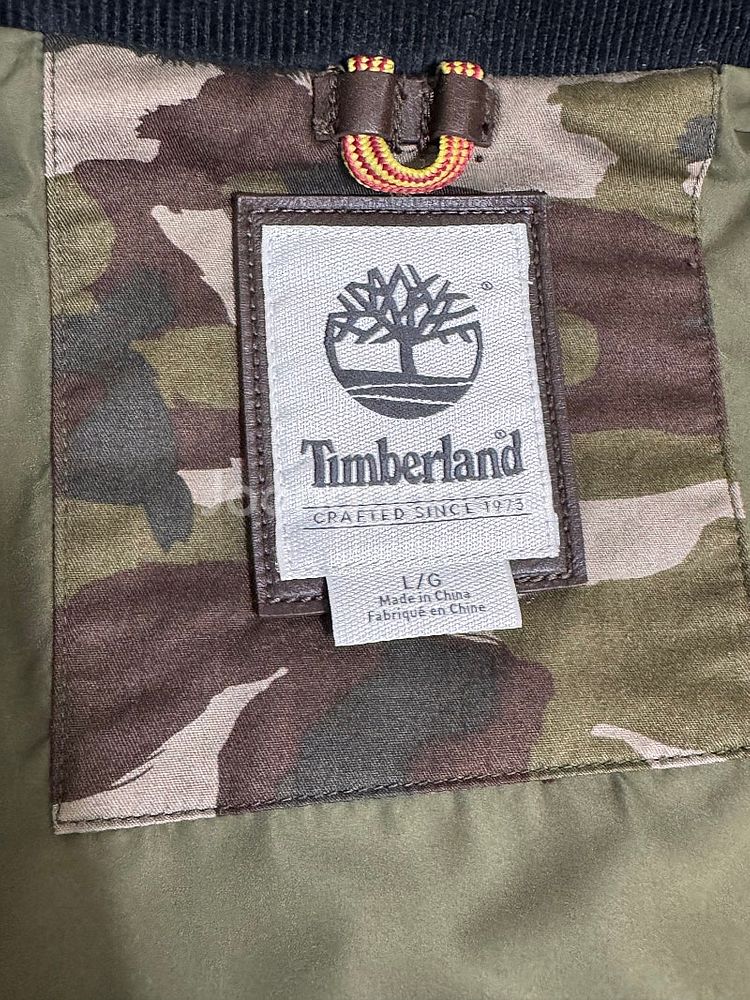 Timberland®
CRAFTED SINCE 1973
L/G
Made in China
Fabriqué en Chine